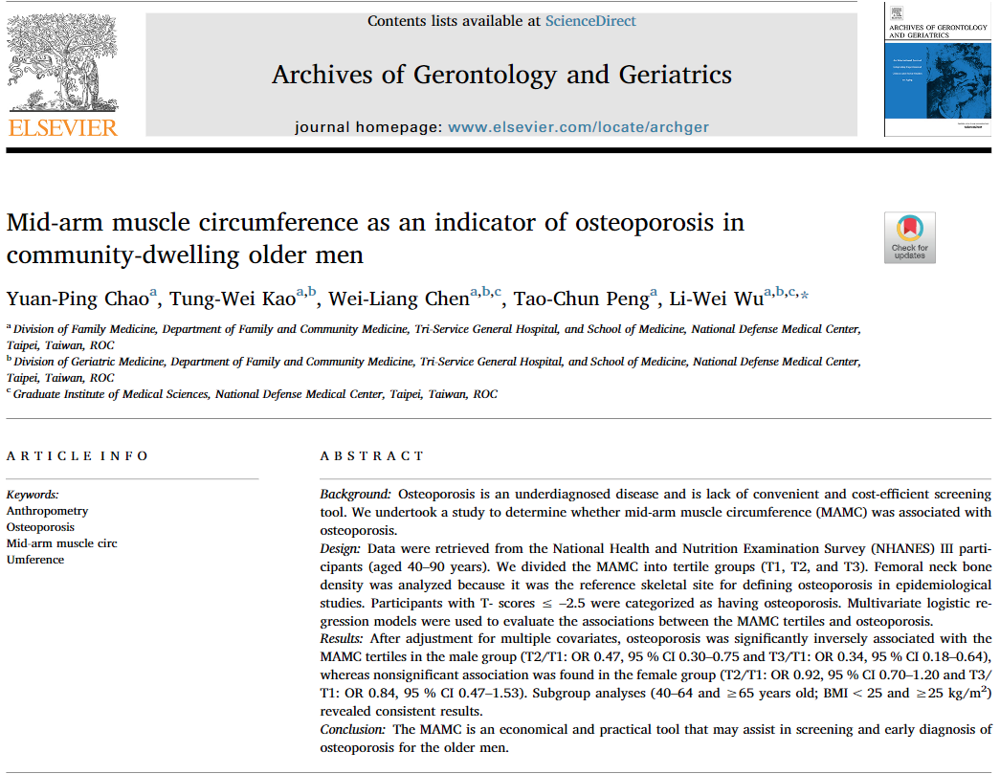 Contents lists available at ScienceDirect
Archives of Gerontology and Geriatrics
journal homepage: www.elsevier.com/locate/archger
ELSEVIER
ARCHIVES OF GERONTOLOGY
AND GERIATRICS
Mid-arm muscle circumference as an indicator of osteoporosis in
community-dwelling older men
Check for
updates
Yuan-Ping Chaoa, Tung-Wei Kaoa,b, Wei-Liang Chena,b,c, Tao-Chun Penga, Li-Wei Wua,b,c,*
a Division of Family Medicine, Department of Family and Community Medicine, Tri-Service General Hospital, and School of Medicine, National Defense Medical Center,
Taipei, Taiwan, ROC
b Division of Geriatric Medicine, Department of Family and Community Medicine, Tri-Service General Hospital, and School of Medicine, National Defense Medical Center,
Taipei, Taiwan, ROC
c Graduate Institute of Medical Sciences, National Defense Medical Center, Taipei, Taiwan, ROC
ARTICLE INFO
Keywords:
Anthropometry
Osteoporosis
Mid-arm muscle circ
Umference
ABSTRACT
Background: Osteoporosis is an underdiagnosed disease and is lack of convenient and cost-efficient screening
tool. We undertook a study to determine whether mid-arm muscle circumference (MAMC) was associated with
osteoporosis.
Design: Data were retrieved from the National Health and Nutrition Examination Survey (NHANES) III parti-
cipants (aged 40–90 years). We divided the MAMC into tertile groups (T1, T2, and T3). Femoral neck bone
density was analyzed because it was the reference skeletal site for defining osteoporosis in epidemiological
studies. Participants with T- scores ≤ −2.5 were categorized as having osteoporosis. Multivariate logistic re-
gression models were used to evaluate the associations between the MAMC tertiles and osteoporosis.
Results: After adjustment for multiple covariates, osteoporosis was significantly inversely associated with the
MAMC tertiles in the male group (T2/T1: OR 0.47, 95 % CI 0.30–0.75 and T3/T1: OR 0.34, 95 % CI 0.18–0.64),
whereas nonsignificant association was found in the female group (T2/T1: OR 0.92, 95 % CI 0.70–1.20 and T3/
T1: OR 0.84, 95 % CI 0.47–1.53). Subgroup analyses (40–64 and ≥65 years old; BMI < 25 and ≥25 kg/m2)
revealed consistent results.
Conclusion: The MAMC is an economical and practical tool that may assist in screening and early diagnosis of
osteoporosis for the older men.